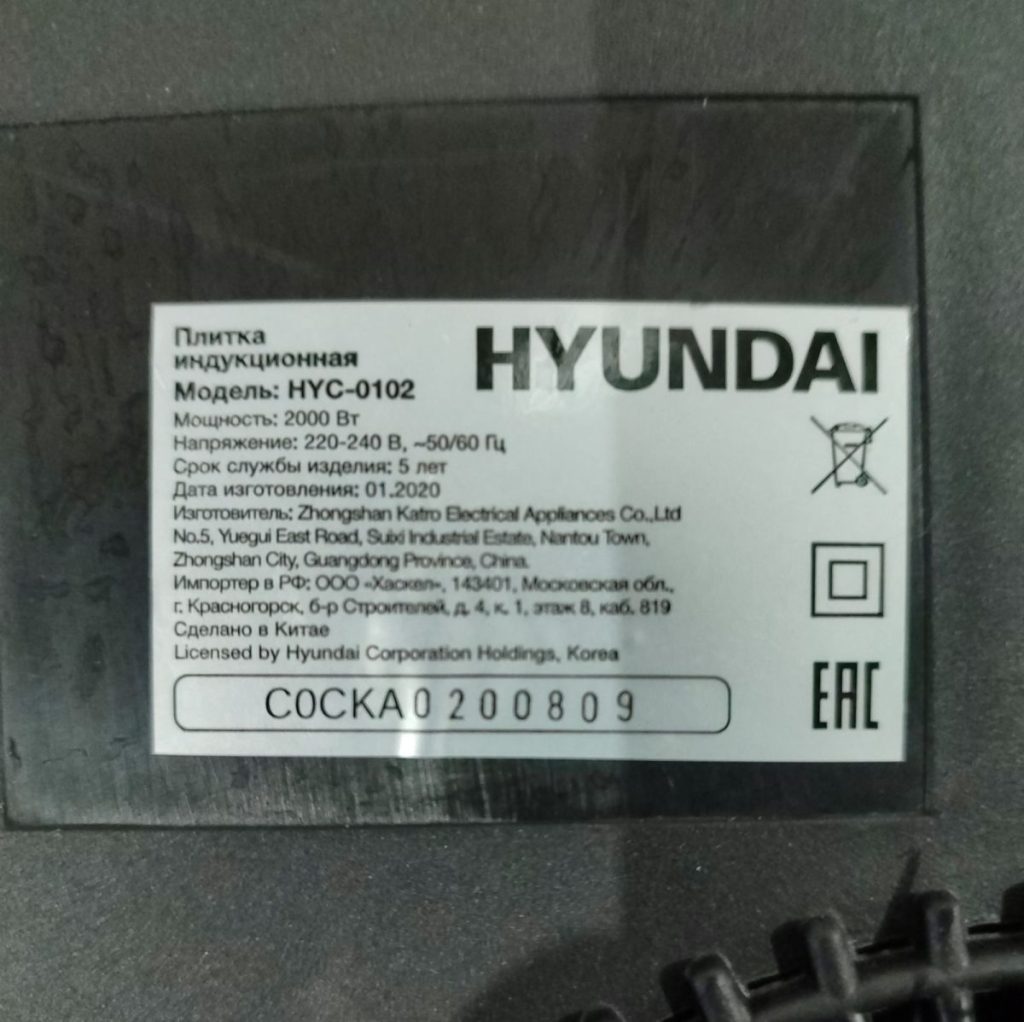 Плитка
индукционная
HYUNDAI
Модель: HYC-0102
Мощность: 2000 Вт
Напряжение: 220-240 В, ~50/60 Гц
Срок службы изделия: 5 лет
Дата изготовления: 01.2020
Изготовитель: Zhongshan Katro Electrical Appliances Co.,Ltd
No.5, Yuegui East Road, Suixi Industrial Estate, Nantou Town,
Zhongshan City, Guangdong Province, China.
Импортер в РФ: ООО «Хаскел», 143401, Московская обл.,
г. Красногорск, б-р Строителей, д. 4, к. 1, этаж 8, каб. 819
Сделано в Китае
Licensed by Hyundai Corporation Holdings, Korea
C0CKA0200809
EAC